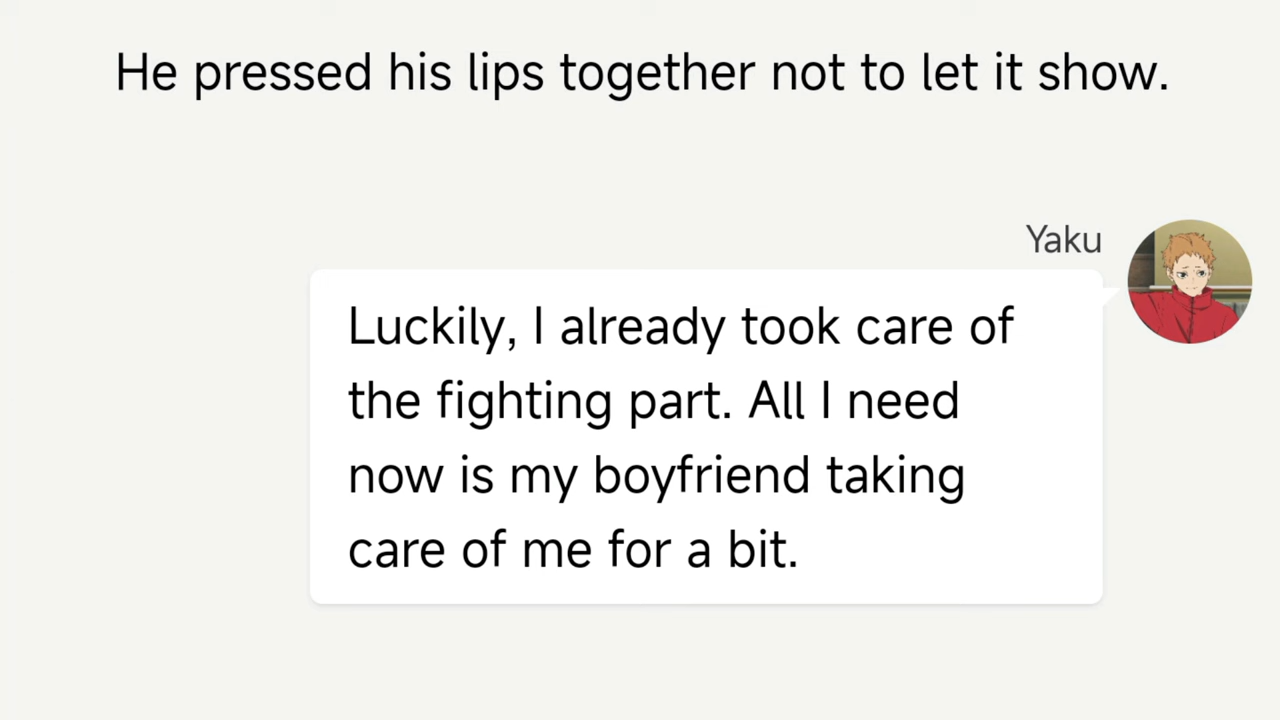 He pressed his lips together not to let it show.
Yaku
Luckily, I already took care of
the fighting part. All I need
now is my boyfriend taking
care of me for a bit.